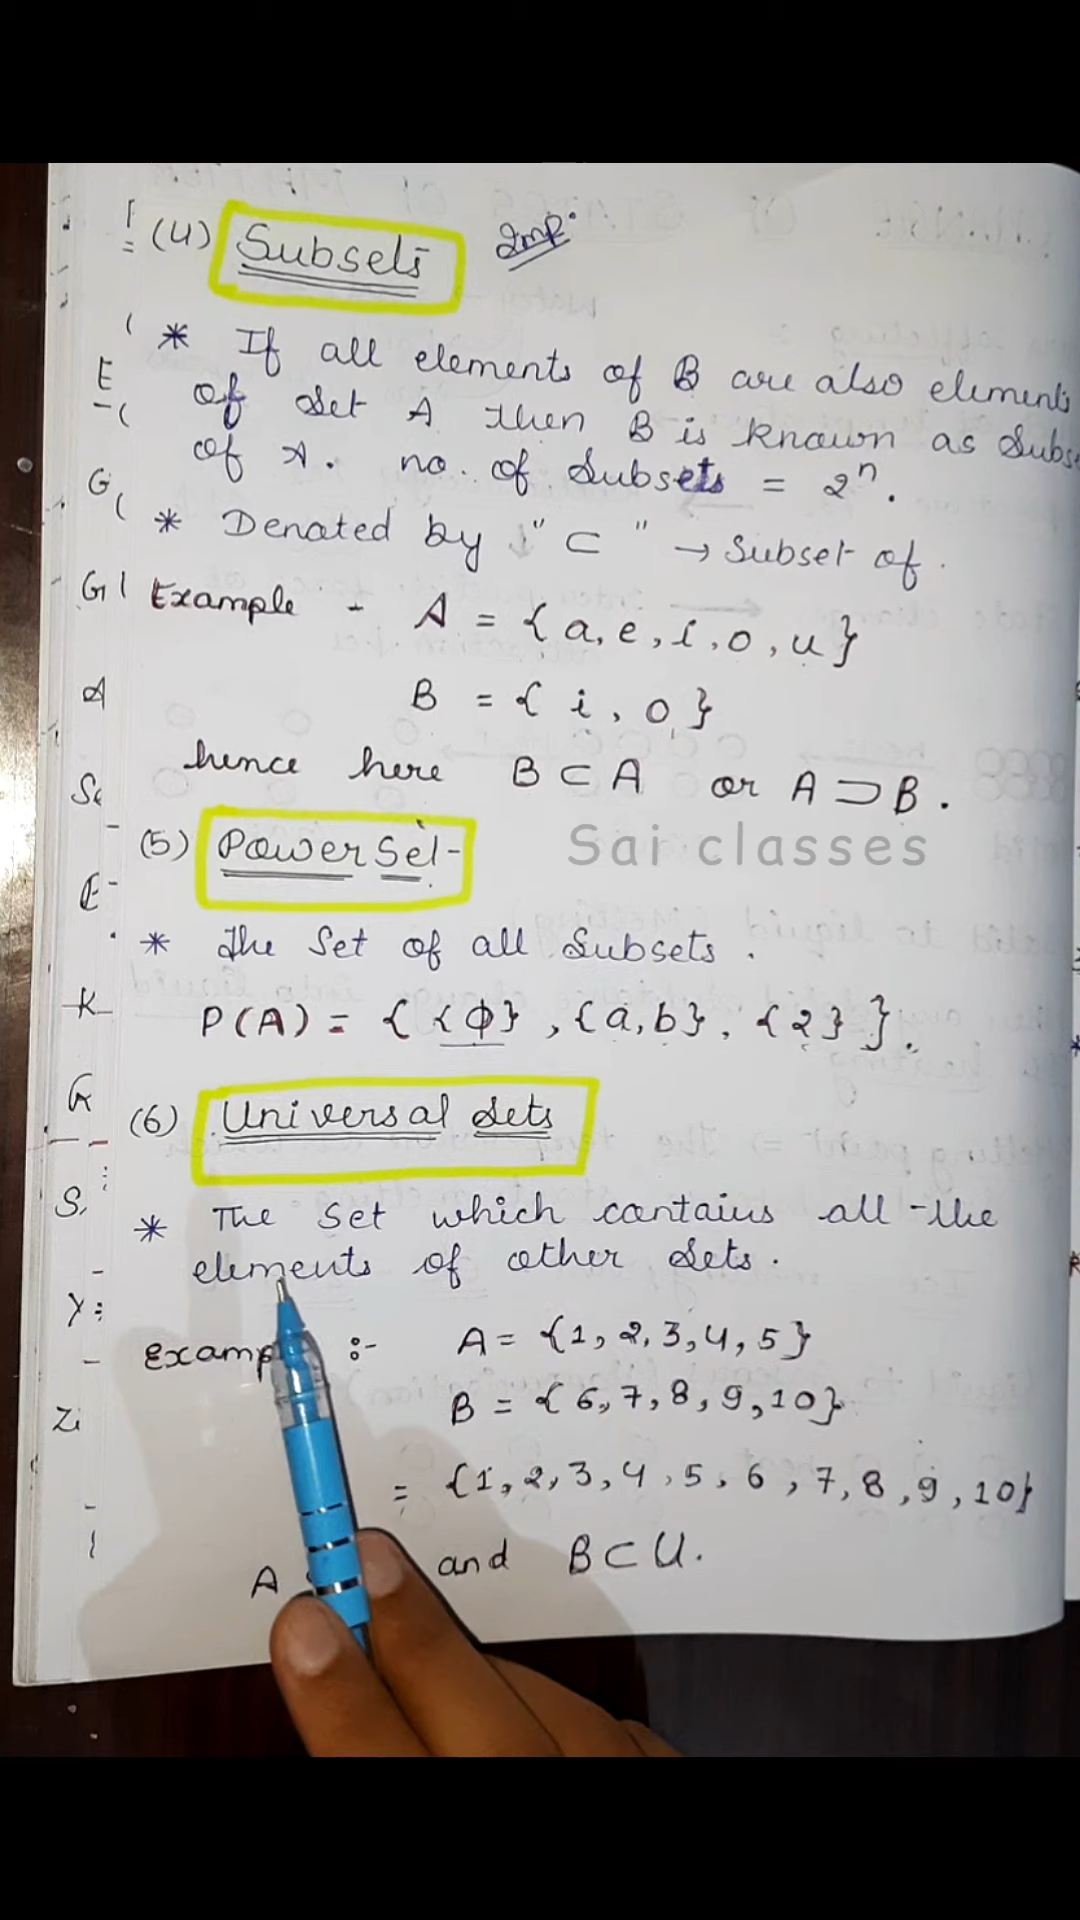 (4) Subsets Imp.
* If all elements of B are also elements
of set A then B is known as Subse
of A. no. of Subsets = 2ⁿ.
* Denoted by "⊂" → Subset of.
Example - A = {a, e, i, o, u}
B = { i, o }
hence here B ⊂ A or A ⊃ B.
Sai classes
(5) Power Set
* The Set of all Subsets.
P(A) = { {Φ}, {a, b}, {2} }.
(6) Universal Sets
* The Set which contains all the
elements of other Sets.
Examp :- A = {1, 2, 3, 4, 5}
B = {6, 7, 8, 9, 10}
= {1, 2, 3, 4, 5, 6, 7, 8, 9, 10}
A and B ⊂ U.